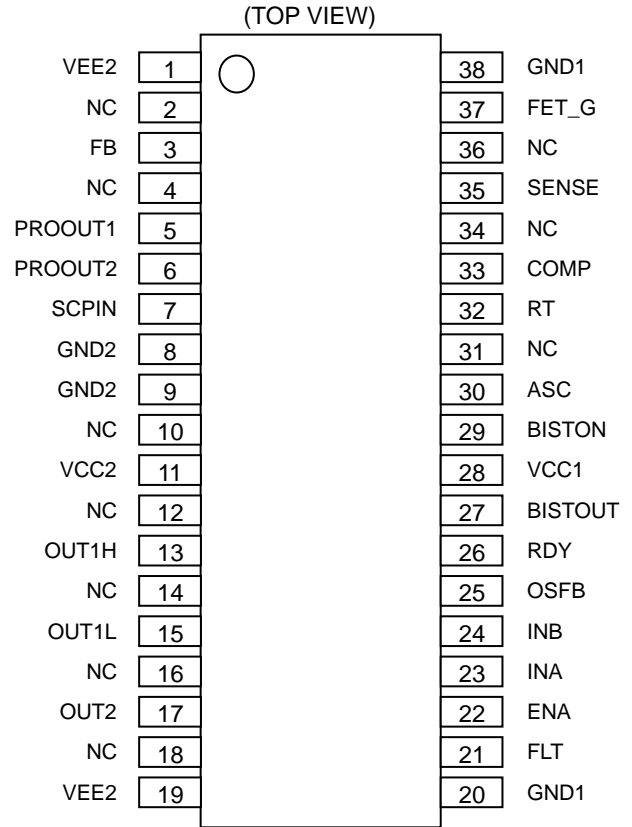 (TOP VIEW)
VEE2 1 38 GND1
NC 2 37 FET_G
FB 3 36 NC
NC 4 35 SENSE
PROOUT1 5 34 NC
PROOUT2 6 33 COMP
SCPIN 7 32 RT
GND2 8 31 NC
GND2 9 30 ASC
NC 10 29 BISTON
VCC2 11 28 VCC1
NC 12 27 BISTOUT
OUT1H 13 26 RDY
NC 14 25 OSFB
OUT1L 15 24 INB
NC 16 23 INA
OUT2 17 22 ENA
NC 18 21 FLT
VEE2 19 20 GND1